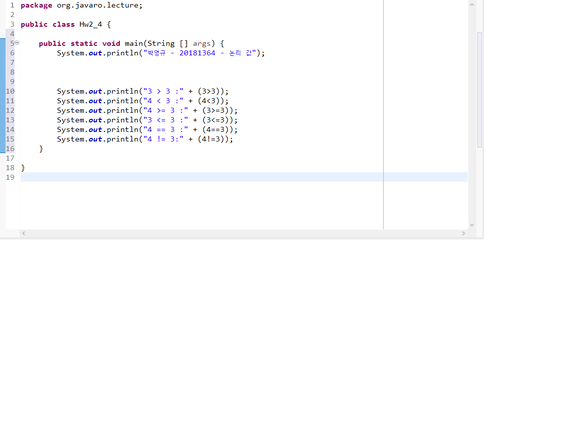 1 package org.javaro.lecture;
2
3 public class Hw2_4 {
4
5 public static void main(String [] args) {
6 System.out.println("박영규 - 20181364 - 논리 값");
7
8
9
10 System.out.println("3 > 3 :" + (3>3));
11 System.out.println("4 < 3 :" + (4<3));
12 System.out.println("4 >= 3 :" + (3>=3));
13 System.out.println("3 <= 3 :" + (3<=3));
14 System.out.println("4 == 3 :" + (4==3));
15 System.out.println("4 != 3:" + (4!=3));
16 }
17
18 }
19